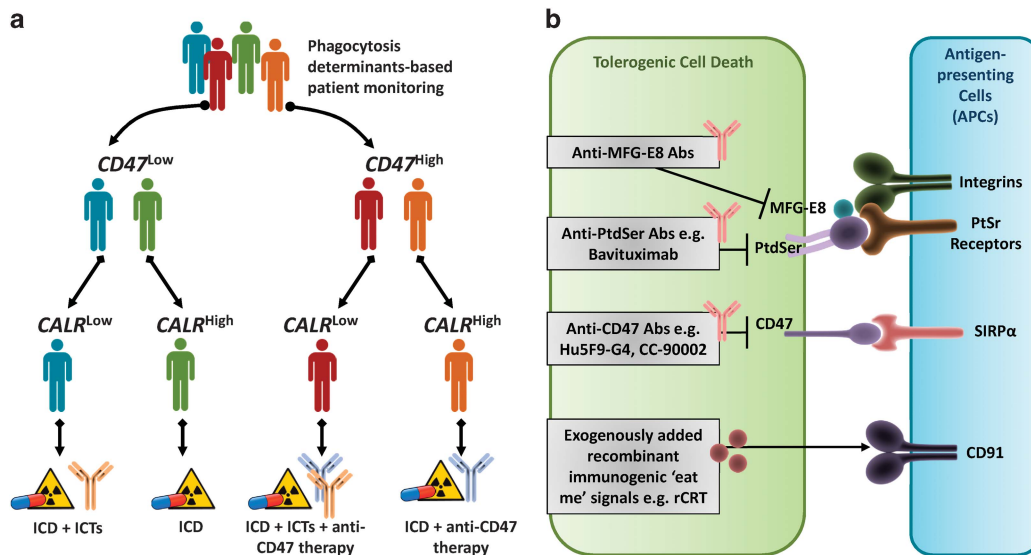 a
Phagocytosis
determinants-based
patient monitoring
CD47Low
CD47High
CALRLow
CALRHigh
CALRLow
CALRHigh
ICD + ICTs
ICD
ICD + ICTs + anti-
CD47 therapy
ICD + anti-CD47
therapy
b
Tolerogenic Cell Death
Antigen-
presenting
Cells
(APCs)
Anti-MFG-E8 Abs
MFG-E8
Integrins
Anti-PtdSer Abs e.g.
Bavituximab
PtdSer
PtSr
Receptors
Anti-CD47 Abs e.g.
Hu5F9-G4, CC-90002
CD47
SIRPα
Exogenously added
recombinant
immunogenic ‘eat
me’ signals e.g. rCRT
CD91